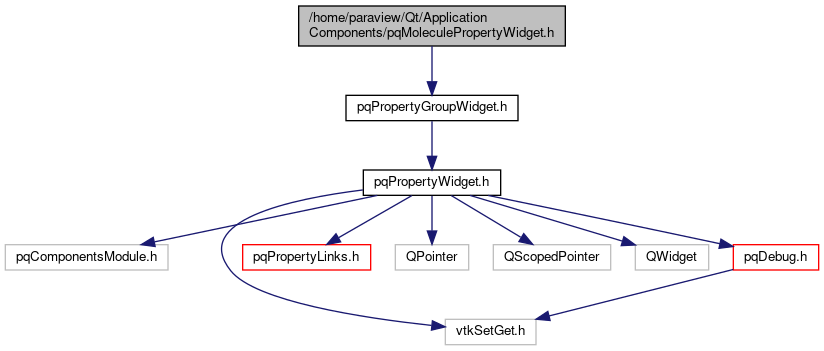 /home/paraview/Qt/Application
Components/pqMoleculePropertyWidget.h
pqPropertyGroupWidget.h
pqPropertyWidget.h
pqComponentsModule.h
pqPropertyLinks.h
QPointer
QScopedPointer
QWidget
pqDebug.h
vtkSetGet.h